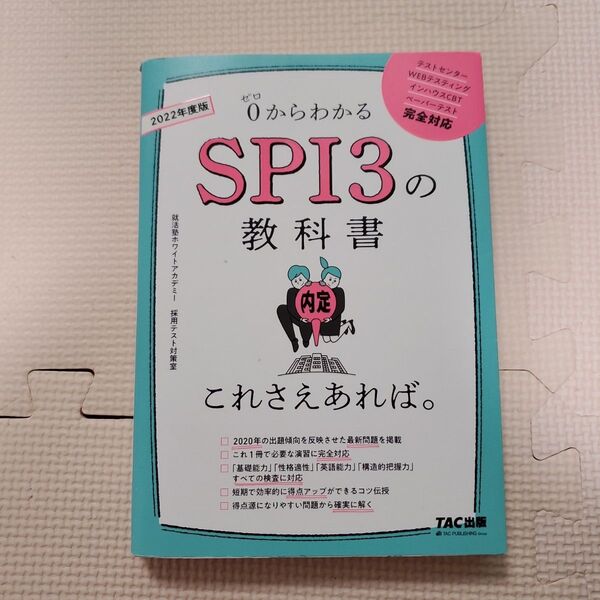 テストセンター
WEBテスティング
インハウスCBT
ペーパーテスト
完全対応
2022年度版
ゼロ
0からわかる
SPI3の
教科書
就活塾ホワイトアカデミー 採用テスト対策室
内定
これさえあれば。
2020年の出題傾向を反映させた最新問題を掲載
これ1冊で必要な演習に完全対応
「基礎能力」「性格適性」「英語能力」「構造的把握力」
すべての検査に対応
短期で効率的に得点アップができるコツ伝授
得点源になりやすい問題から確実に解く
TAC出版
TAC PUBLISHING Group